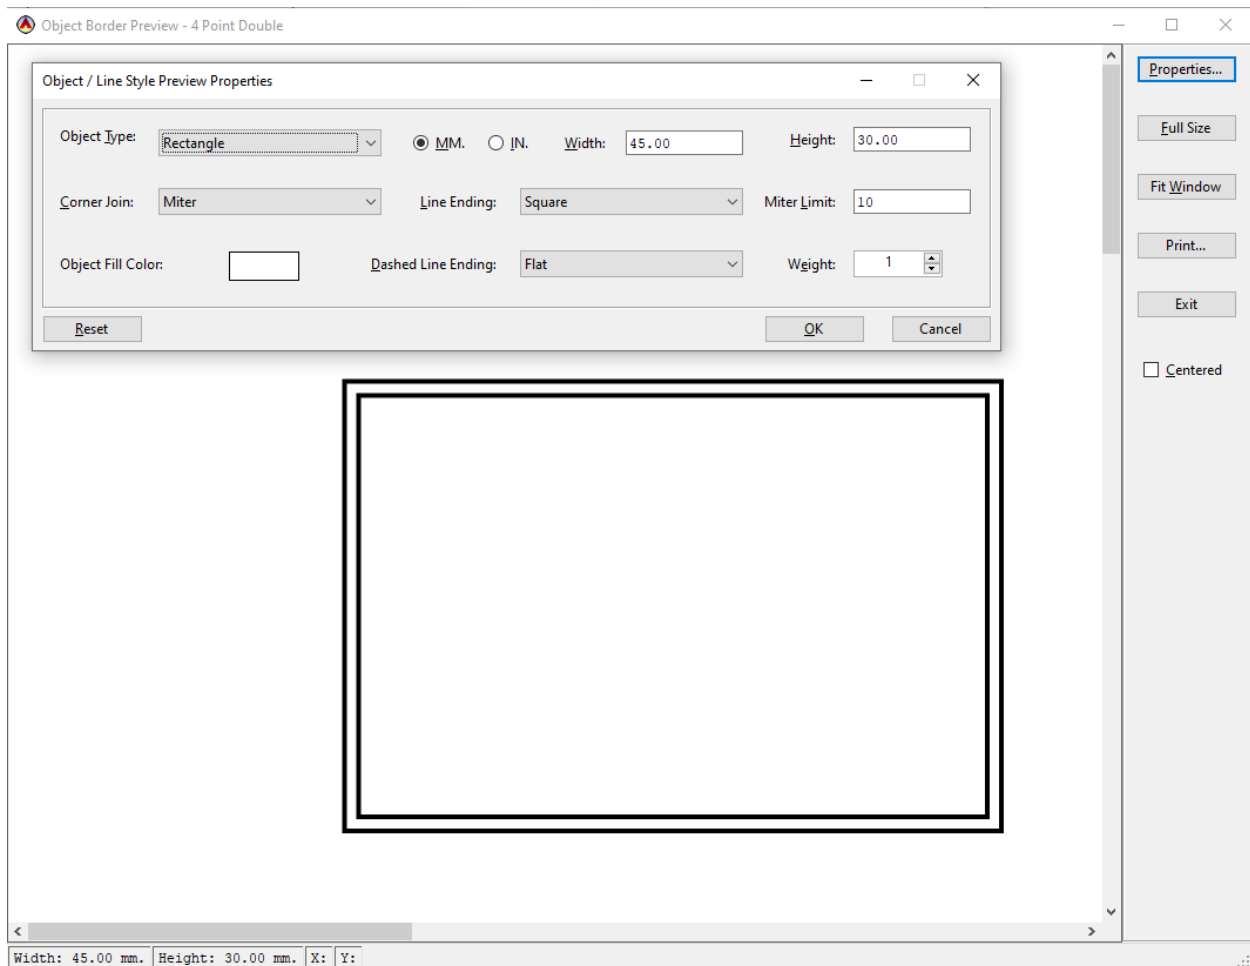 Object Border Preview - 4 Point Double
Properties...
Full Size
Fit Window
Print...
Exit
Centered
Object / Line Style Preview Properties
Object Type: Rectangle MM. IN. Width: 45.00 Height: 30.00
Corner Join: Miter Line Ending: Square Miter Limit: 10
Object Fill Color: Dashed Line Ending: Flat Weight: 1
Reset OK Cancel
Width: 45.00 mm. Height: 30.00 mm. X: Y: